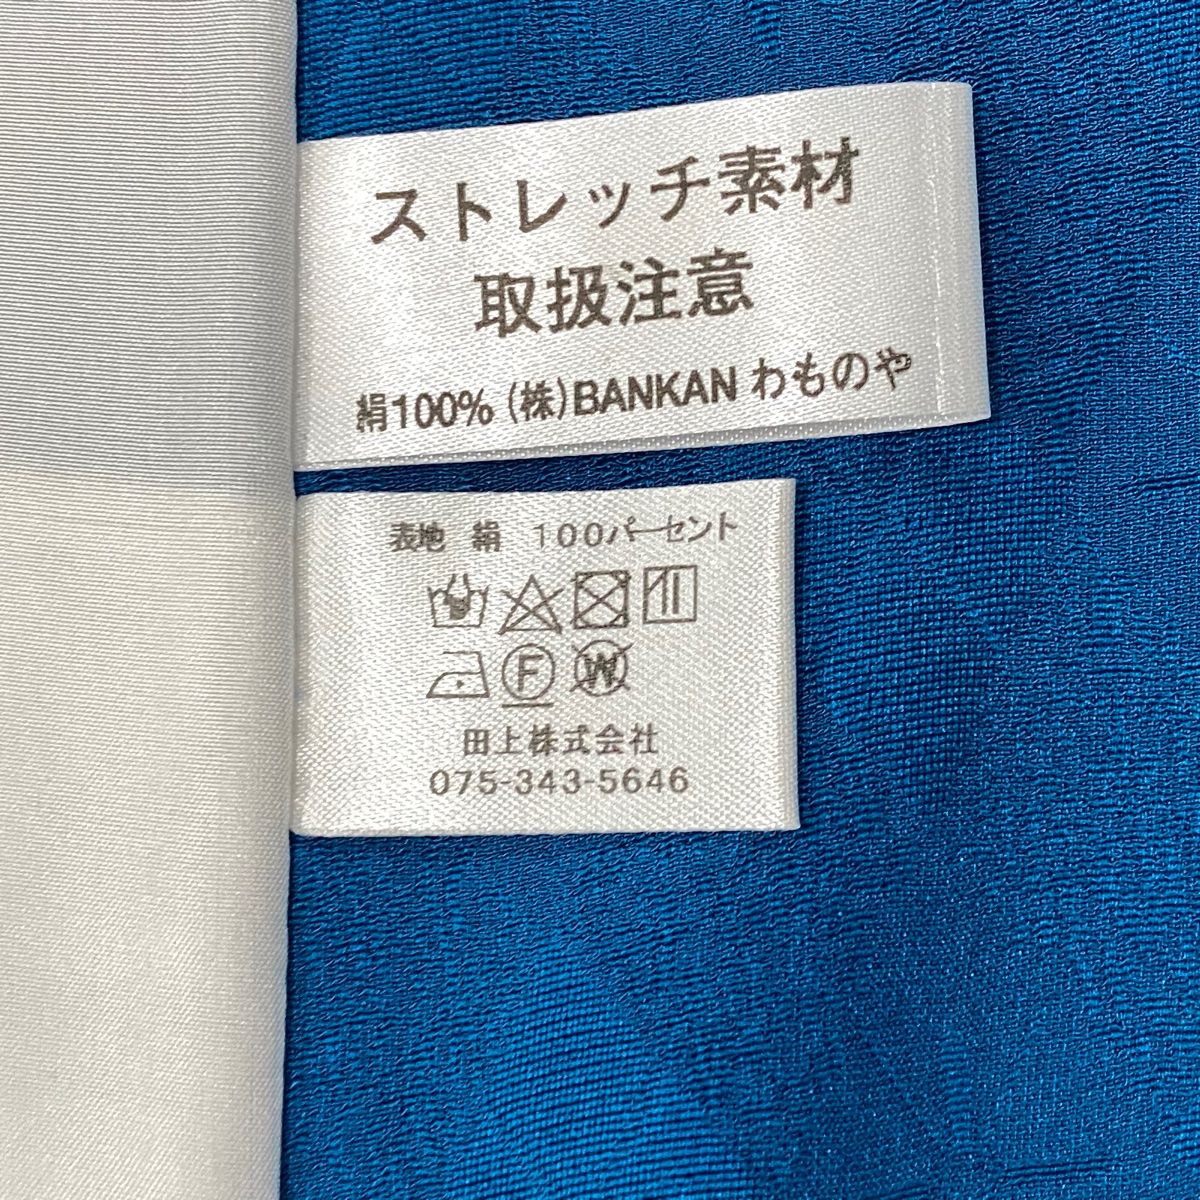 ストレッチ素材
取扱注意
絹100% (株)BANKAN わものや
表地 絹 100パーセント
F W
田上株式会社
075-343-5646